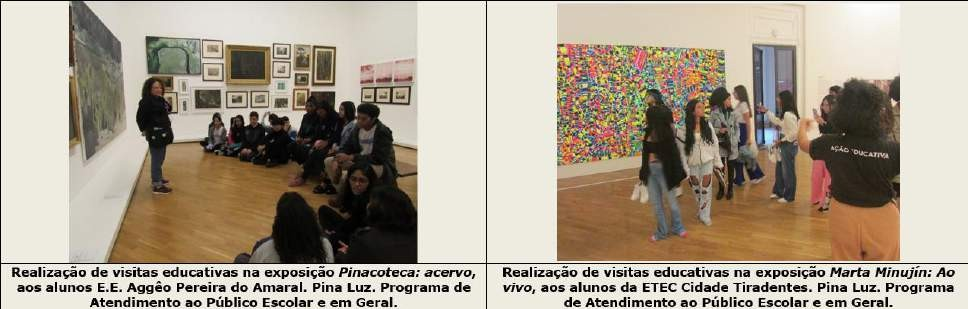 AÇÃO EDUCATIVA
Realização de visitas educativas na exposição Pinacoteca: acervo,
aos alunos E.E. Aggêo Pereira do Amaral. Pina Luz. Programa de
Atendimento ao Público Escolar e em Geral.
Realização de visitas educativas na exposição Marta Minujín: Ao
vivo, aos alunos da ETEC Cidade Tiradentes. Pina Luz. Programa
de Atendimento ao Público Escolar e em Geral.